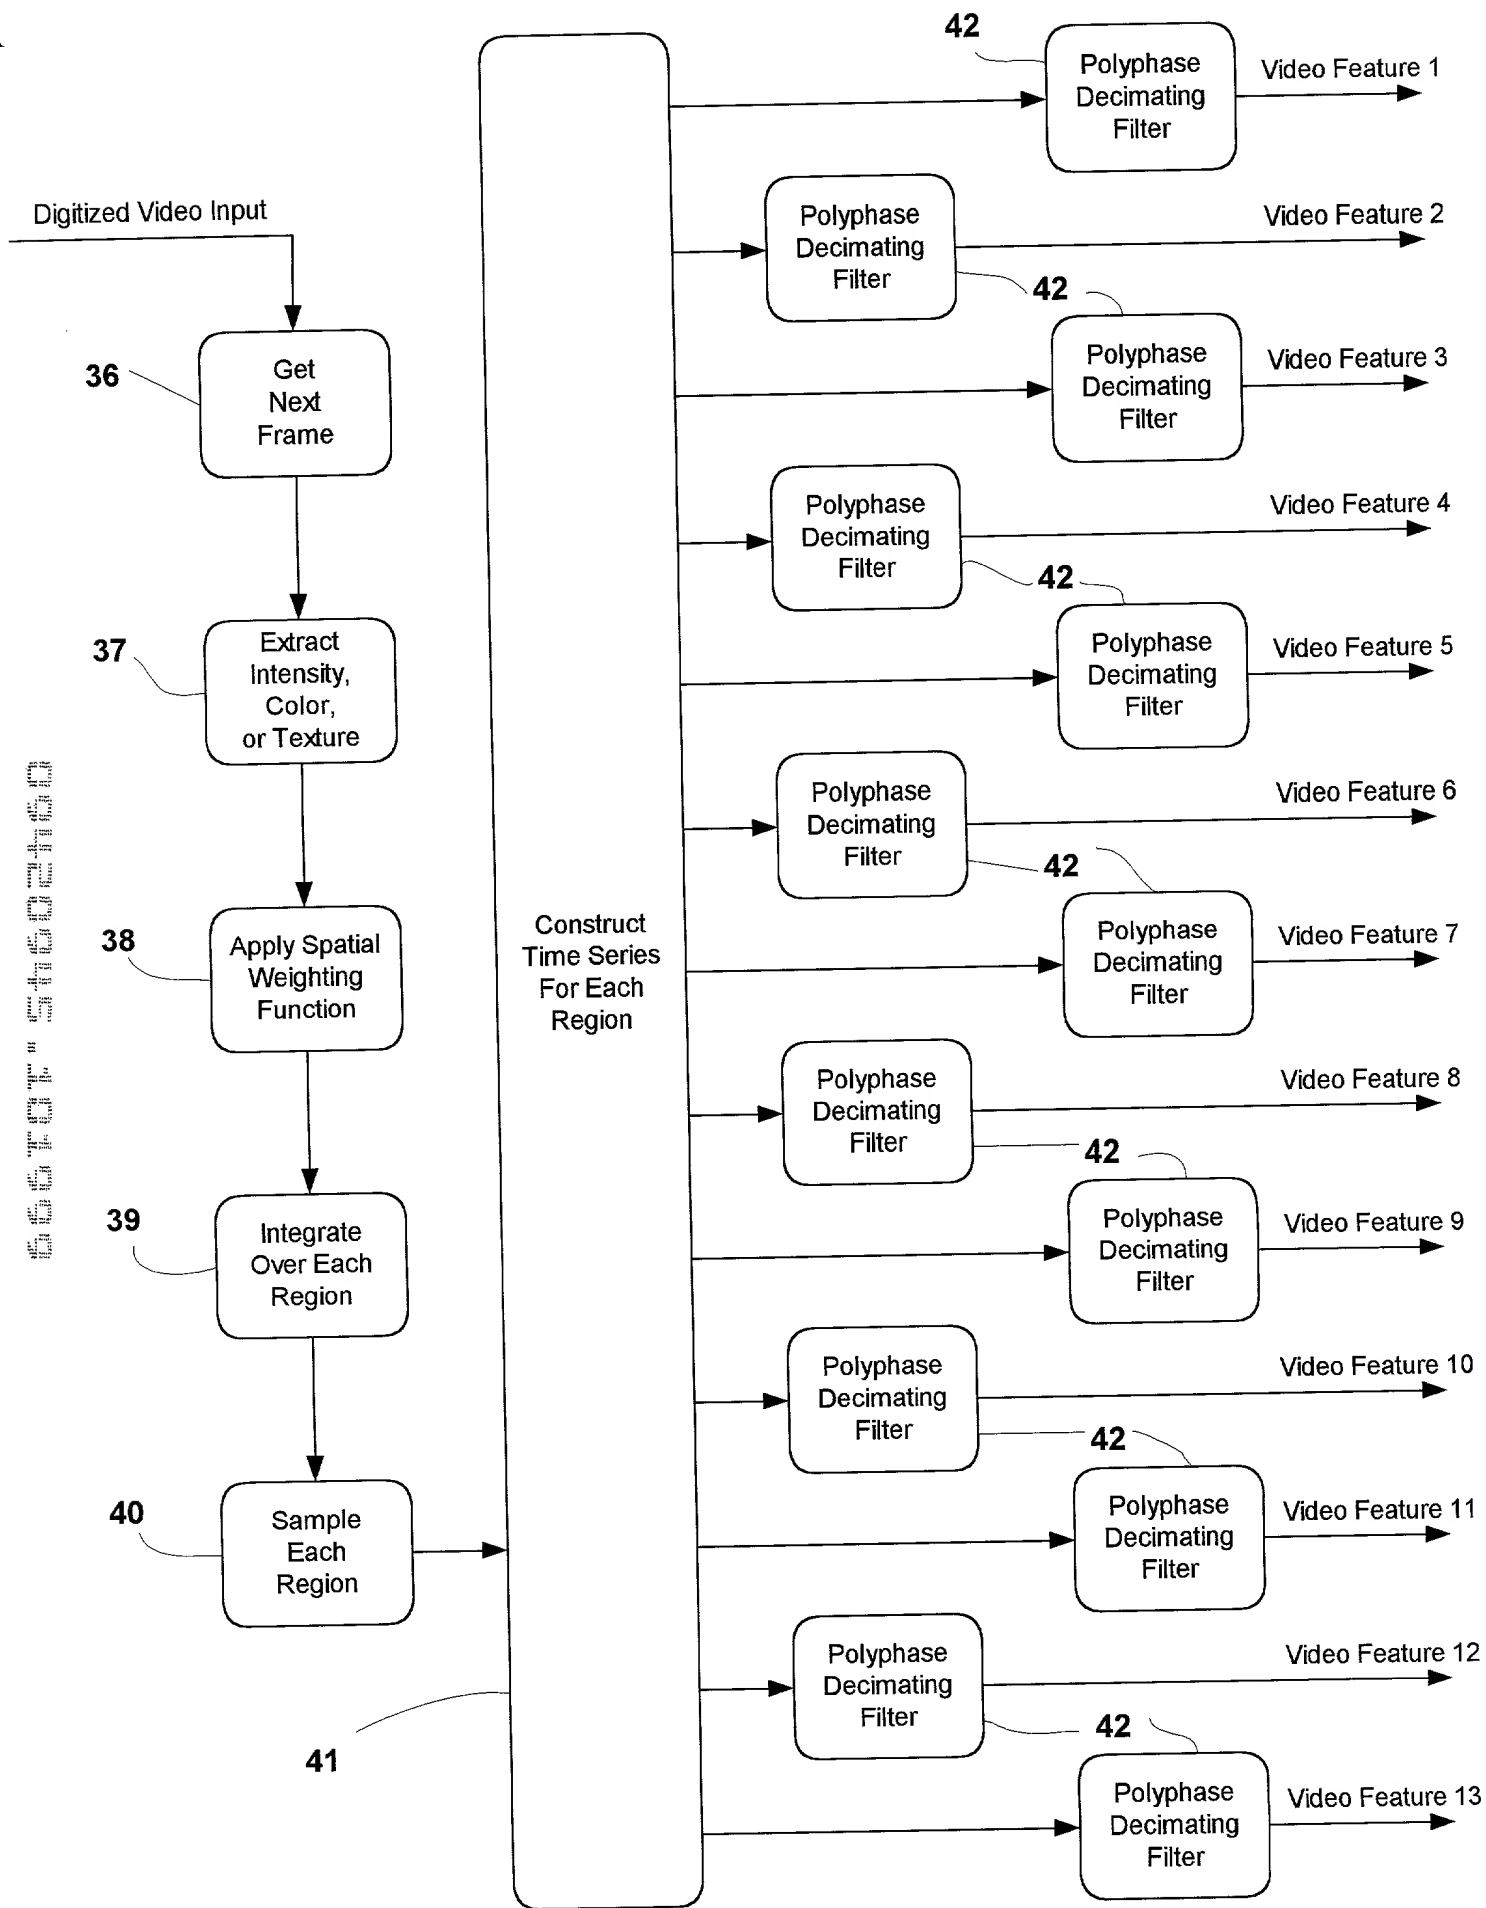 42
Polyphase
Decimating
Filter
Video Feature 1
Digitized Video Input
Polyphase
Decimating
Filter
Video Feature 2
42
36
Get
Next
Frame
Polyphase
Decimating
Filter
Video Feature 3
Polyphase
Decimating
Filter
Video Feature 4
42
37
Extract
Intensity,
Color,
or Texture
Polyphase
Decimating
Filter
Video Feature 5
Polyphase
Decimating
Filter
Video Feature 6
42
38
Apply Spatial
Weighting
Function
Construct
Time Series
For Each
Region
Polyphase
Decimating
Filter
Video Feature 7
Polyphase
Decimating
Filter
Video Feature 8
42
39
Integrate
Over Each
Region
Polyphase
Decimating
Filter
Video Feature 9
Polyphase
Decimating
Filter
Video Feature 10
42
40
Sample
Each
Region
Polyphase
Decimating
Filter
Video Feature 11
Polyphase
Decimating
Filter
Video Feature 12
42
41
Polyphase
Decimating
Filter
Video Feature 13